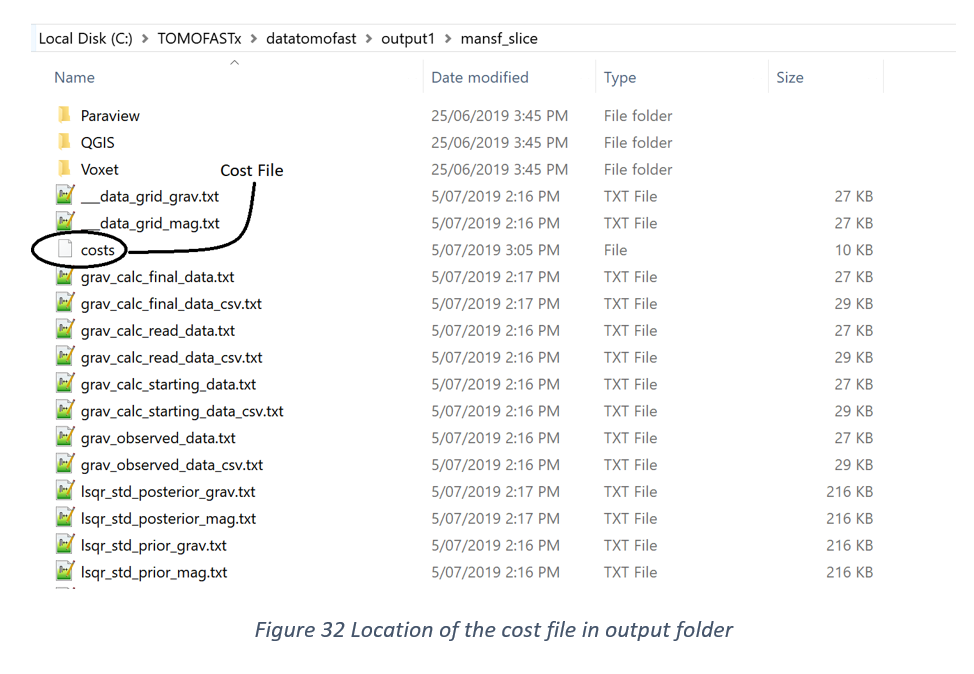 Local Disk (C:) > TOMOFASTx > datatomofast > output1 > mansf_slice
Name Date modified Type Size
Paraview 25/06/2019 3:45 PM File folder
QGIS 25/06/2019 3:45 PM File folder
Voxet 25/06/2019 3:45 PM File folder
Cost File
___data_grid_grav.txt 5/07/2019 2:16 PM TXT File 27 KB
___data_grid_mag.txt 5/07/2019 2:16 PM TXT File 27 KB
costs 5/07/2019 3:05 PM File 10 KB
grav_calc_final_data.txt 5/07/2019 2:17 PM TXT File 27 KB
grav_calc_final_data_csv.txt 5/07/2019 2:17 PM TXT File 29 KB
grav_calc_read_data.txt 5/07/2019 2:16 PM TXT File 27 KB
grav_calc_read_data_csv.txt 5/07/2019 2:16 PM TXT File 29 KB
grav_calc_starting_data.txt 5/07/2019 2:16 PM TXT File 27 KB
grav_calc_starting_data_csv.txt 5/07/2019 2:16 PM TXT File 29 KB
grav_observed_data.txt 5/07/2019 2:16 PM TXT File 27 KB
grav_observed_data_csv.txt 5/07/2019 2:16 PM TXT File 29 KB
lsqr_std_posterior_grav.txt 5/07/2019 2:17 PM TXT File 216 KB
lsqr_std_posterior_mag.txt 5/07/2019 2:17 PM TXT File 216 KB
lsqr_std_prior_grav.txt 5/07/2019 2:16 PM TXT File 216 KB
lsqr_std_prior_mag.txt 5/07/2019 2:16 PM TXT File 216 KB
Figure 32 Location of the cost file in output folder